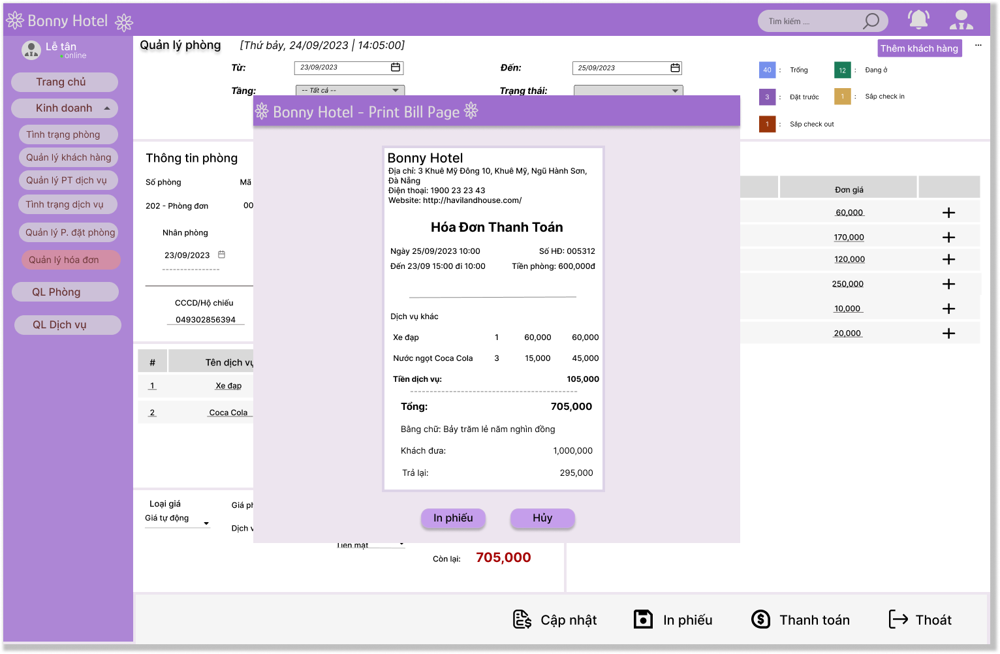 Bonny Hotel
Tìm kiếm ....
Lễ tân
online
Trang chủ
Kinh doanh
Tình trạng phòng
Quản lý khách hàng
Quản lý PT dịch vụ
Tình trạng dịch vụ
Quản lý P. đặt phòng
Quản lý hóa đơn
QL Phòng
QL Dịch vụ
Quản lý phòng [Thứ bảy, 24/09/2023 | 14:05:00]
Thêm khách hàng ...
Từ: 23/09/2023 Đến: 25/09/2023
Tầng: -- Tất cả -- Trạng thái:
40 : Trống 12 : Đang ở
3 : Đặt trước 1 : Sắp check in
1 : Sắp check out
Bonny Hotel - Print Bill Page
Thông tin phòng
Số phòng Mã
202 - Phòng đơn 00
Nhân phòng
23/09/2023
CCCD/Hộ chiếu
049302856394
# Tên dịch vụ
1 Xe đạp
2 Coca Cola
Loại giá Giá ph
Giá tự động
Dịch v
Tiền mặt
Còn lại: 705,000
Bonny Hotel
Địa chỉ: 3 Khuê Mỹ Đông 10, Khuê Mỹ, Ngũ Hành Sơn,
Đà Nẵng
Điện thoại: 1900 23 23 43
Website: http://havilandhouse.com/
Hóa Đơn Thanh Toán
Ngày 25/09/2023 10:00 Số HĐ: 005312
Đến 23/09 15:00 đi 10:00 Tiền phòng: 600,000đ
Dịch vụ khác
Xe đạp 1 60,000 60,000
Nước ngọt Coca Cola 3 15,000 45,000
Tiền dịch vụ: 105,000
Tổng: 705,000
Bằng chữ: Bảy trăm lẻ năm nghìn đồng
Khách đưa: 1,000,000
Trả lại: 295,000
In phiếu Hủy
Đơn giá
60,000
170,000
120,000
250,000
10,000
20,000
Cập nhật In phiếu Thanh toán Thoát